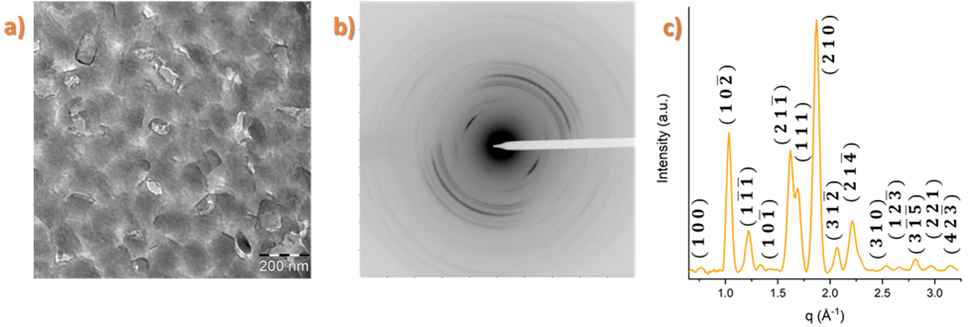 a)
200 nm
b)
c)
Intensity (a.u.)
(1 0 0)
(1 0 2̄)
(1 1̄ 1̄)
(1 0 1̄)
(2 1 1̄)
(1 1 1)
(2 1 0)
(3 1 2̄)
(2 1 4̄)
(3 1 0)
(1 2 3̄)
(3 1̄ 5̄)
(2 2 1)
(4 2̄ 3)
1.0 1.5 2.0 2.5 3.0
q (Å⁻¹)